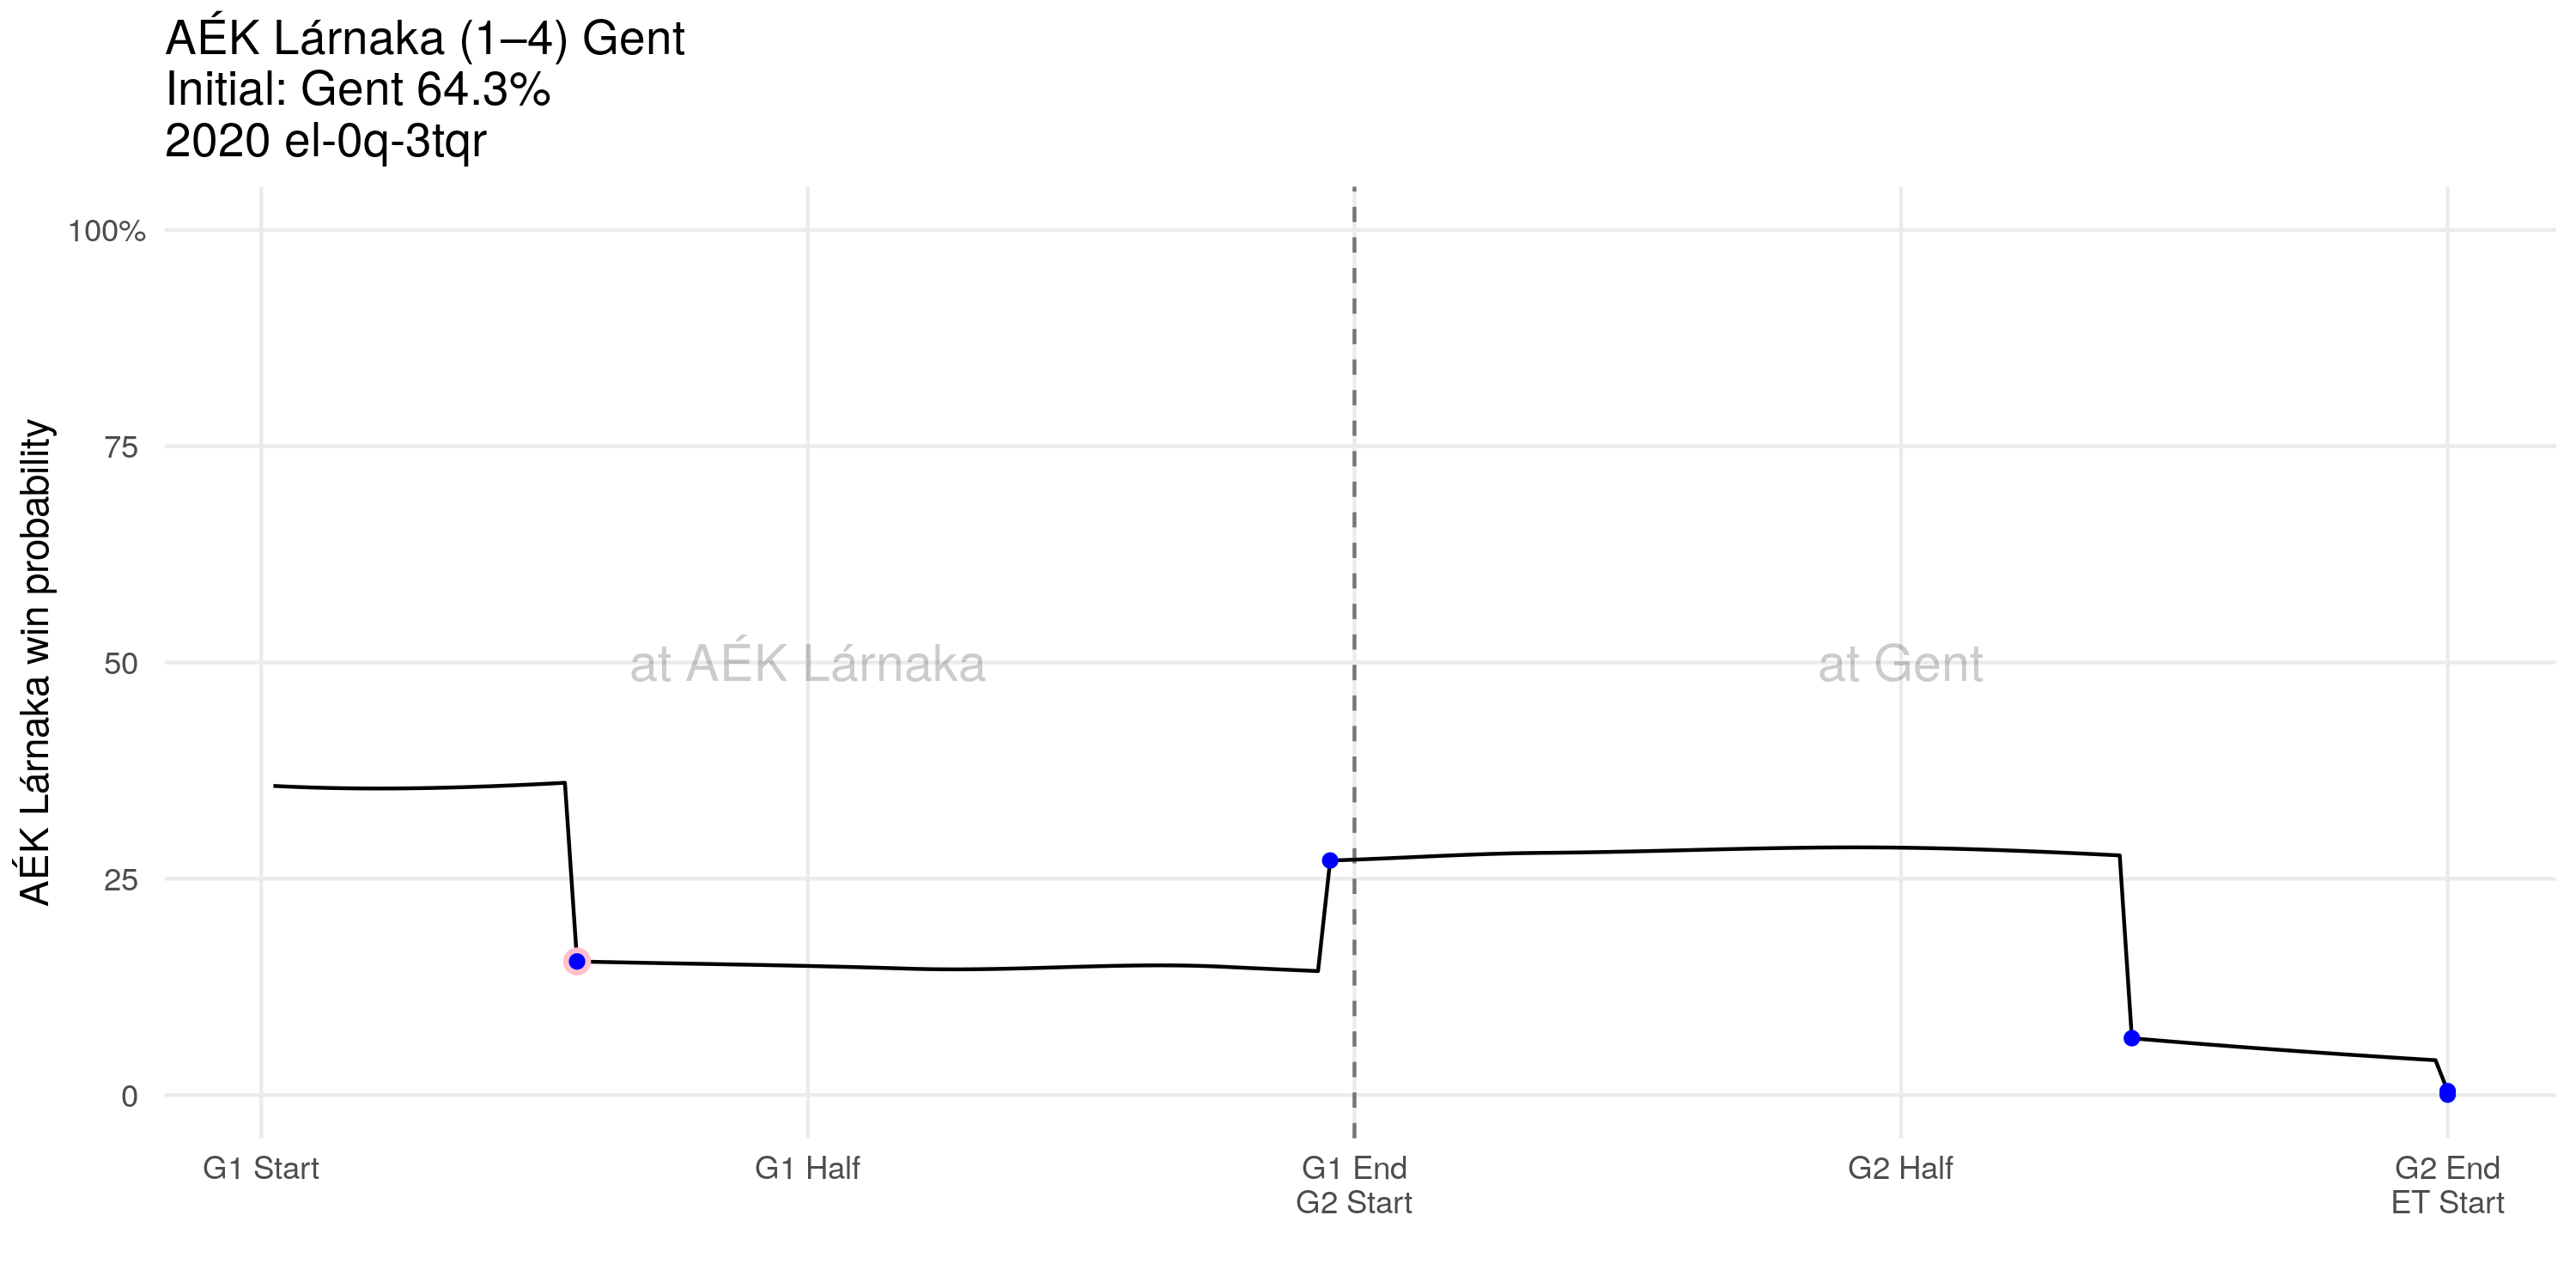 AÉK Lárnaka (1–4) Gent
Initial: Gent 64.3%
2020 el-0q-3tqr
AÉK Lárnaka win probability
100%
75
50
25
0
at AÉK Lárnaka
at Gent
G1 Start
G1 Half
G1 End
G2 Start
G2 Half
G2 End
ET Start